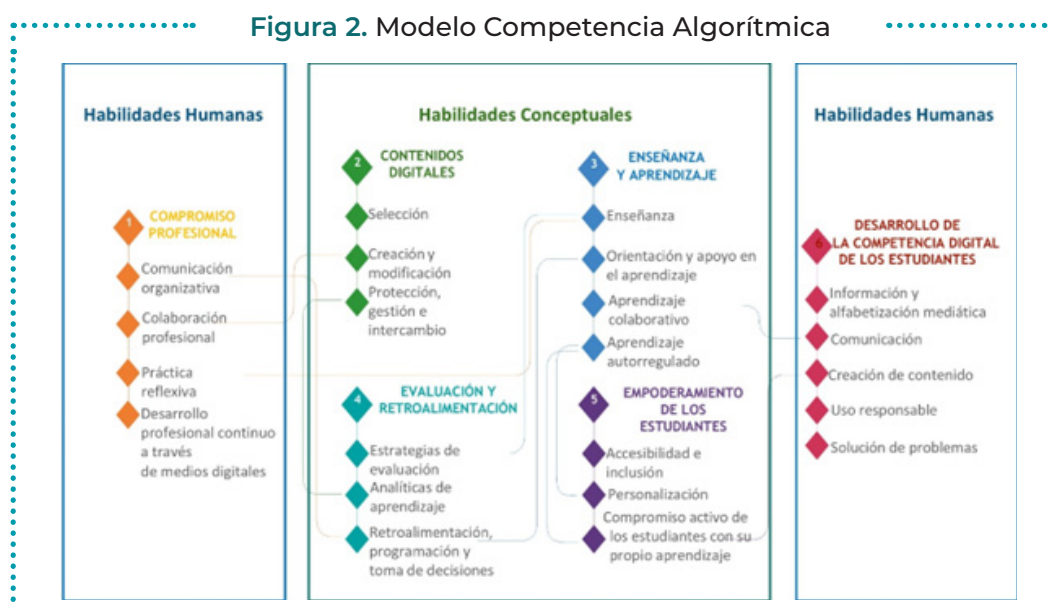 Figura 2. Modelo Competencia Algorítmica
Habilidades Humanas
1
COMPROMISO
PROFESIONAL
Comunicación
organizativa
Colaboración
profesional
Práctica
reflexiva
Desarrollo
profesional continuo
a través
de medios digitales
Habilidades Conceptuales
2
CONTENIDOS
DIGITALES
Selección
Creación y
modificación
Protección,
gestión e
intercambio
3
ENSEÑANZA
Y APRENDIZAJE
Enseñanza
Orientación y apoyo en
el aprendizaje
Aprendizaje
colaborativo
Aprendizaje
autorregulado
4
EVALUACIÓN Y
RETROALIMENTACIÓN
Estrategias de
evaluación
Analíticas de
aprendizaje
Retroalimentación,
programación y
toma de decisiones
5
EMPODERAMIENTO
DE LOS
ESTUDIANTES
Accesibilidad e
inclusión
Personalización
Compromiso activo de
los estudiantes con su
propio aprendizaje
Habilidades Humanas
6
DESARROLLO DE
LA COMPETENCIA DIGITAL
DE LOS ESTUDIANTES
Información y
alfabetización mediática
Comunicación
Creación de contenido
Uso responsable
Solución de problemas